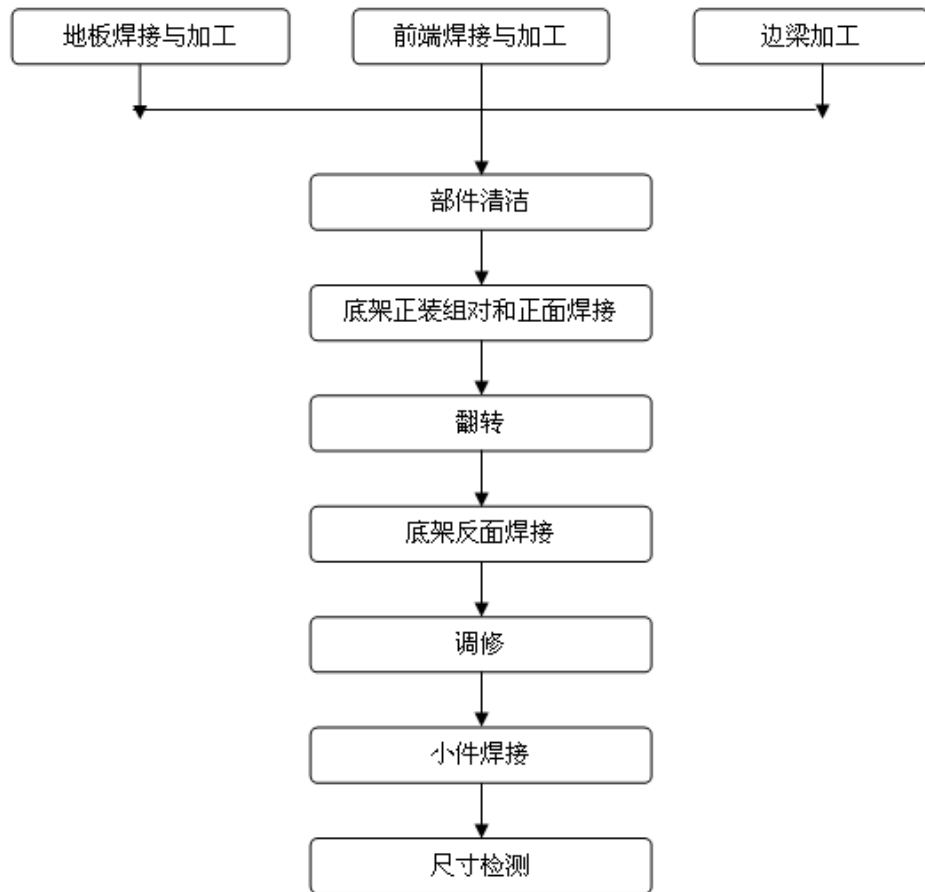 地板焊接与加工
前端焊接与加工
边梁加工
部件清洁
底架正装组对和正面焊接
翻转
底架反面焊接
调修
小件焊接
尺寸检测